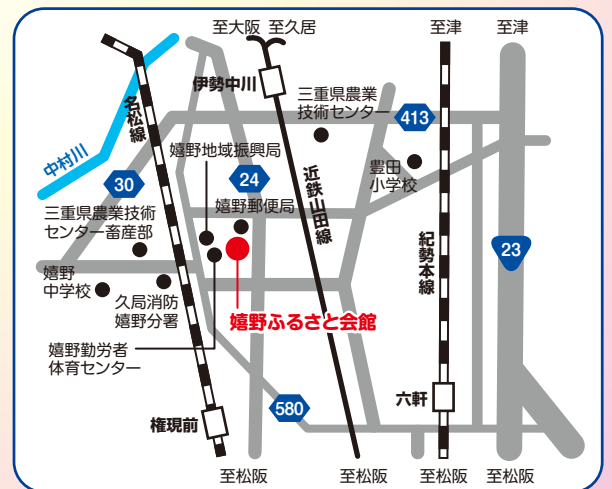 至大阪 至久居
至津
至津
伊勢中川
三重県農業
技術センター
413
名松線
中村川
嬉野地域振興局
豊田
小学校
30
24
近鉄山田線
嬉野郵便局
三重県農業技術
センター畜産部
紀勢本線
23
嬉野
中学校
久局消防
嬉野分署
嬉野ふるさと会館
嬉野勤労者
体育センター
580
六軒
権現前
至松阪
至松阪
至松阪
至松阪